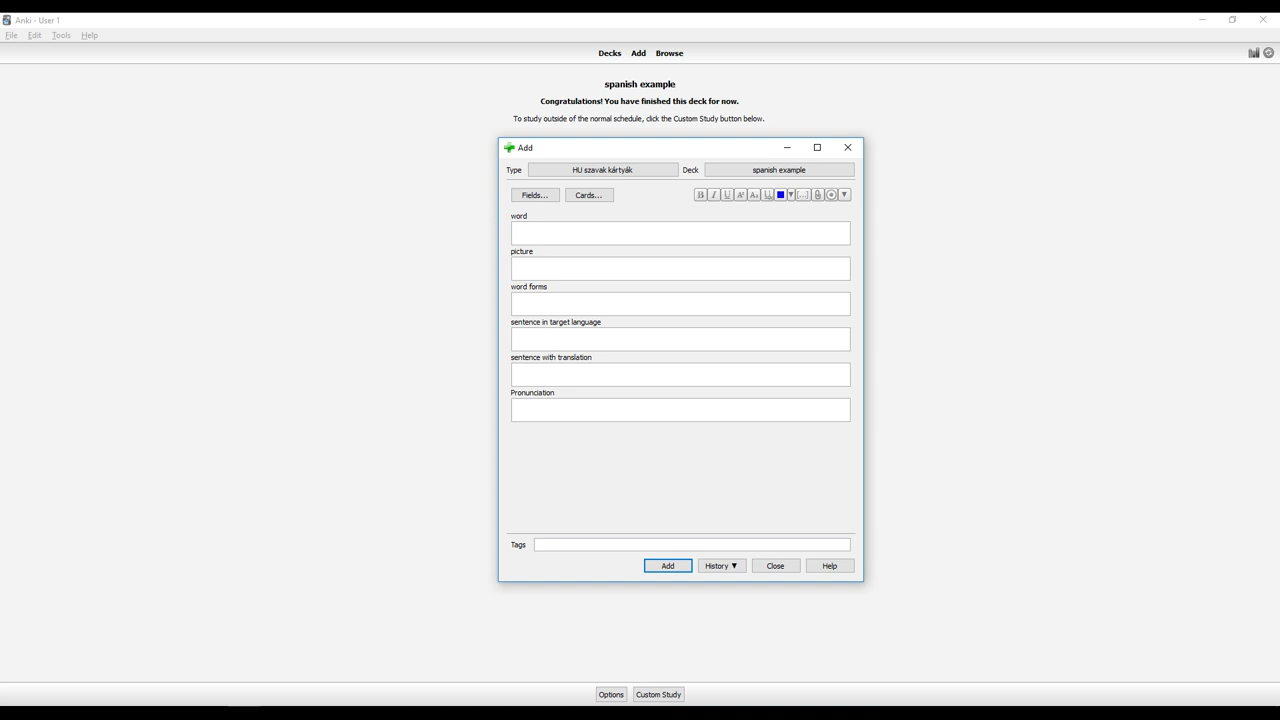 Anki - User 1
File Edit Tools Help
Decks Add Browse
spanish example
Congratulations! You have finished this deck for now.
To study outside of the normal schedule, click the Custom Study button below.
Add
Type HU szavak kártyák Deck spanish example
Fields... Cards... B I U A² A₂ U [...]
word
picture
word forms
sentence in target language
sentence with translation
Pronunciation
Tags
Add History ▼ Close Help
Options Custom Study